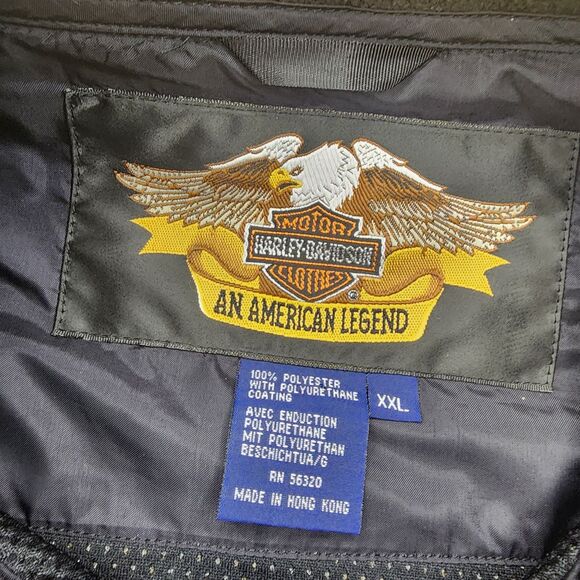 MOTOR
HARLEY-DAVIDSON
CLOTHES
®
AN AMERICAN LEGEND
100% POLYESTER
WITH POLYURETHANE
COATING
XXL
AVEC ENDUCTION
POLYURETHANE
MIT POLYURETHAN
BESCHICHTUA/G
RN 56320
MADE IN HONG KONG